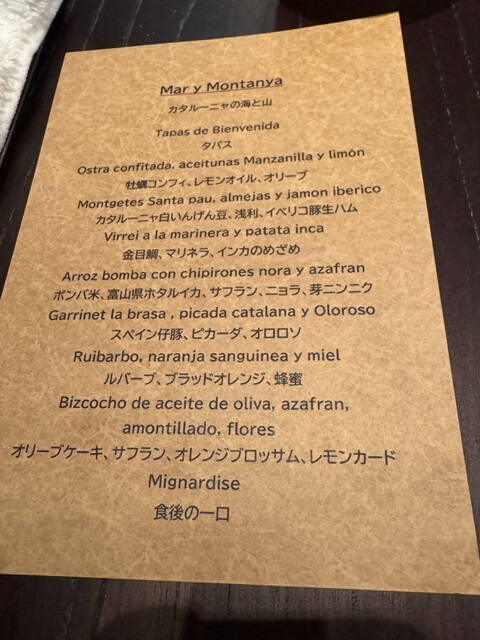 Mar y Montanya
カタルーニャの海と山
Tapas de Bienvenida
タパス
Ostra confitada, aceitunas Manzanilla y limón
牡蠣コンフィ、レモンオイル、オリーブ
Montgetes Santa pau, almejas y jamon iberico
カタルーニャ白いんげん豆、浅利、イベリコ豚生ハム
Virrei a la marinera y patata inca
金目鯛、マリネラ、インカのめざめ
Arroz bomba con chipirones nora y azafran
ボンバ米、富山県ホタルイカ、サフラン、ニョラ、芽ニンニク
Garrinet la brasa , picada catalana y Oloroso
スペイン仔豚、ピカーダ、オロロソ
Ruibarbo, naranja sanguinea y miel
ルバーブ、ブラッドオレンジ、蜂蜜
Bizcocho de aceite de oliva, azafran,
amontillado, flores
オリーブケーキ、サフラン、オレンジブロッサム、レモンカード
Mignardise
食後の一口